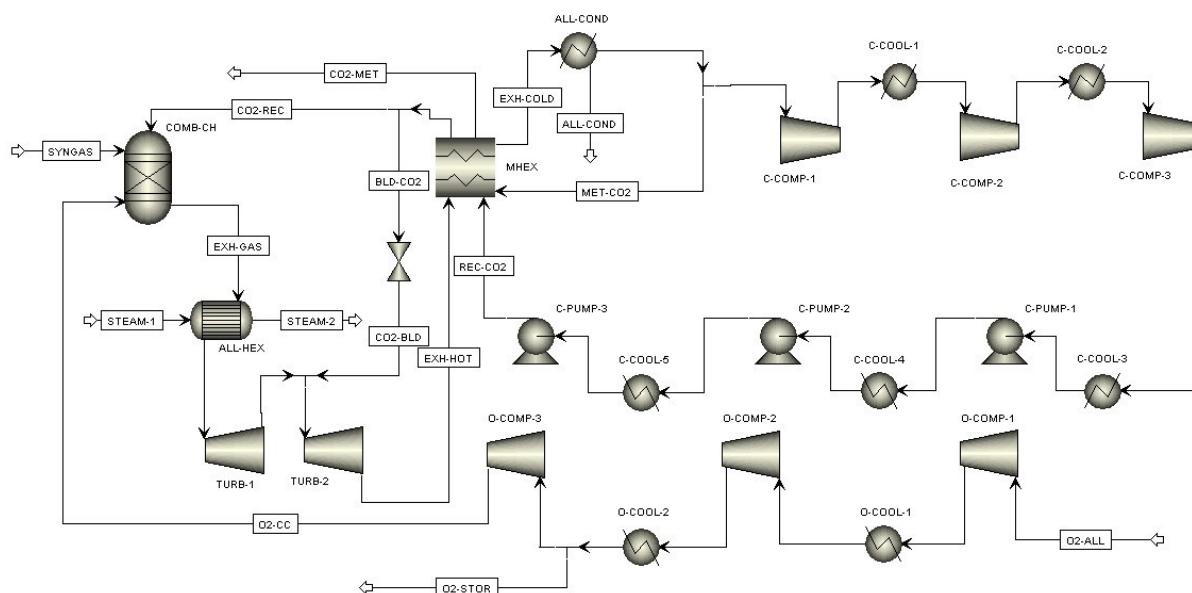 ALL-COND
C-COOL-1
C-COOL-2
CO2-MET
EXH-COLD
CO2-REC
COMB-CH
ALL-COND
SYNGAS
MHEX
C-COMP-1
C-COMP-2
C-COMP-3
BLD-CO2
MET-CO2
EXH-GAS
REC-CO2
C-PUMP-3
C-PUMP-2
C-PUMP-1
STEAM-1
STEAM-2
ALL-HEX
CO2-BLD
EXH-HOT
C-COOL-5
C-COOL-4
C-COOL-3
O-COMP-3
O-COMP-2
O-COMP-1
TURB-1
TURB-2
O2-CC
O-COOL-2
O-COOL-1
O2-ALL
O2-STOR